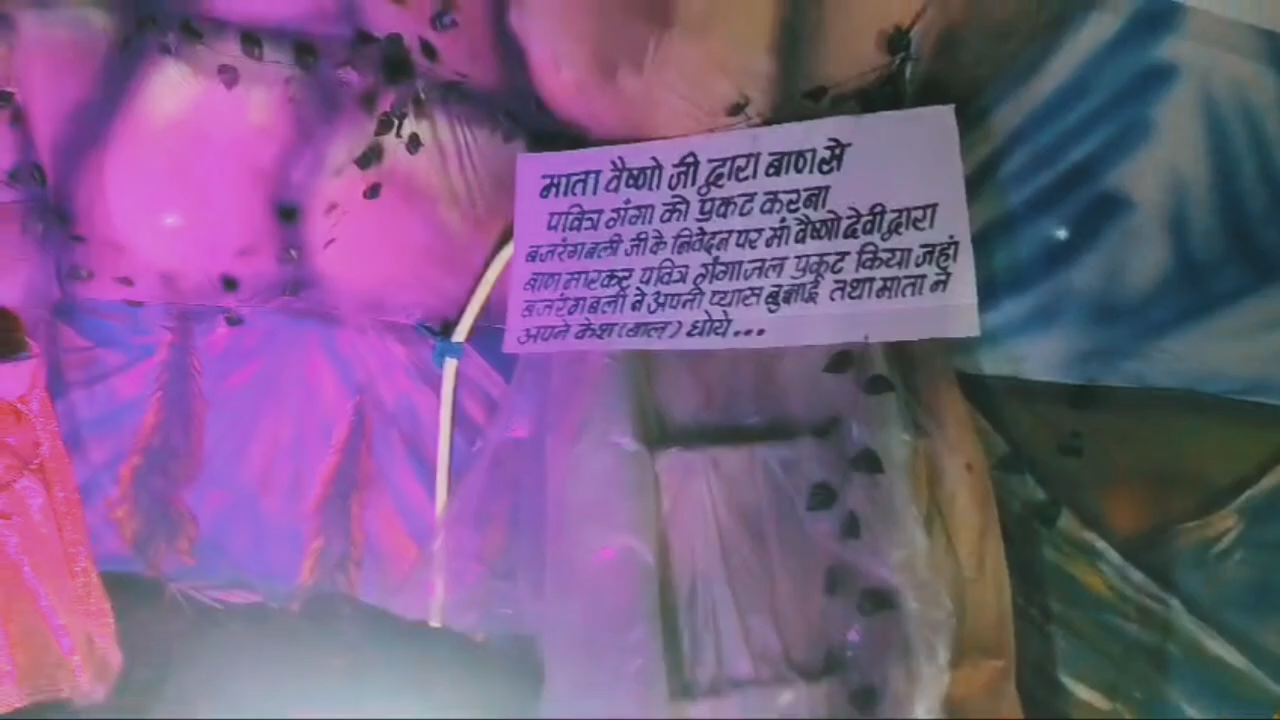 माता वैष्णो जी द्वारा बाण से
पवित्र गंगा को प्रकट करना
बजरंगबली जी के निवेदन पर माँ वैष्णो देवी द्वारा
बाण मारकर पवित्र गंगाजल प्रकट किया जहाँ
बजरंगबली ने अपनी प्यास बुझाई तथा माता ने
अपने केश (बाल) धोये...